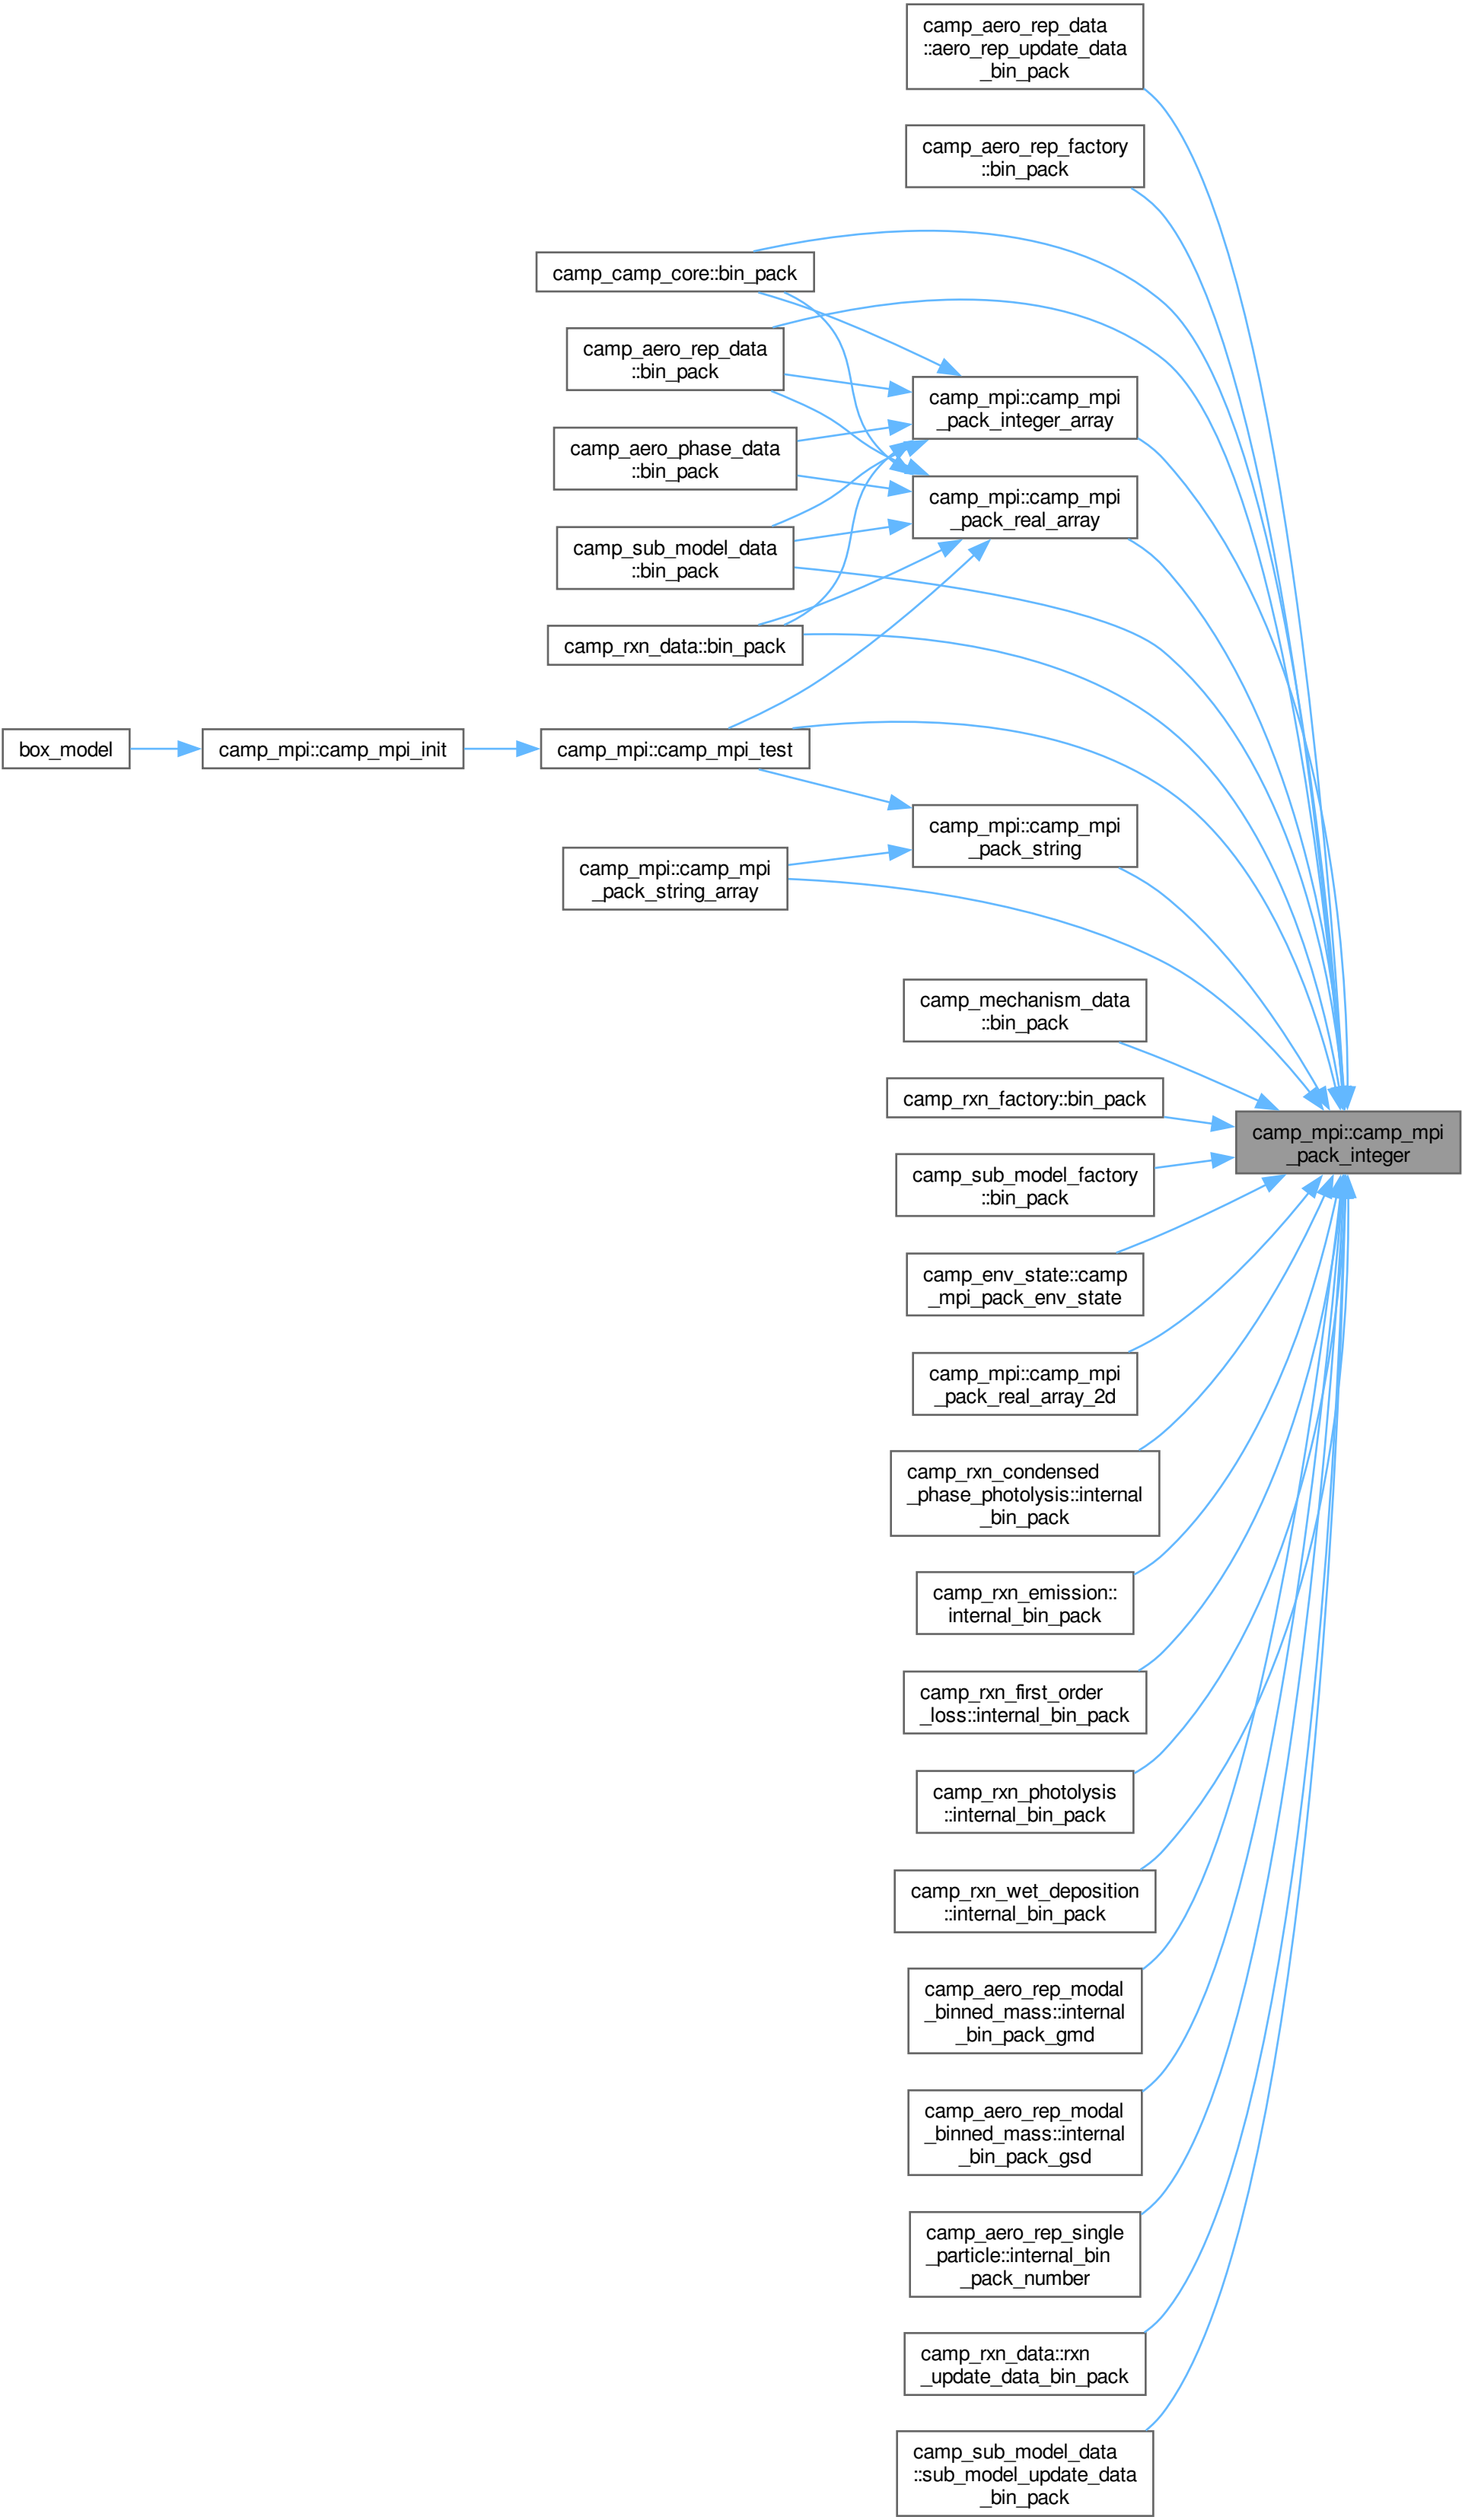 camp_aero_rep_data
::aero_rep_update_data
_bin_pack
camp_aero_rep_factory
::bin_pack
camp_camp_core::bin_pack
camp_aero_rep_data
::bin_pack
camp_mpi::camp_mpi
_pack_integer_array
camp_aero_phase_data
::bin_pack
camp_mpi::camp_mpi
_pack_real_array
camp_sub_model_data
::bin_pack
camp_rxn_data::bin_pack
box_model
camp_mpi::camp_mpi_init
camp_mpi::camp_mpi_test
camp_mpi::camp_mpi
_pack_string
camp_mpi::camp_mpi
_pack_string_array
camp_mechanism_data
::bin_pack
camp_rxn_factory::bin_pack
camp_mpi::camp_mpi
_pack_integer
camp_sub_model_factory
::bin_pack
camp_env_state::camp
_mpi_pack_env_state
camp_mpi::camp_mpi
_pack_real_array_2d
camp_rxn_condensed
_phase_photolysis::internal
_bin_pack
camp_rxn_emission::
internal_bin_pack
camp_rxn_first_order
_loss::internal_bin_pack
camp_rxn_photolysis
::internal_bin_pack
camp_rxn_wet_deposition
::internal_bin_pack
camp_aero_rep_modal
_binned_mass::internal
_bin_pack_gmd
camp_aero_rep_modal
_binned_mass::internal
_bin_pack_gsd
camp_aero_rep_single
_particle::internal_bin
_pack_number
camp_rxn_data::rxn
_update_data_bin_pack
camp_sub_model_data
::sub_model_update_data
_bin_pack